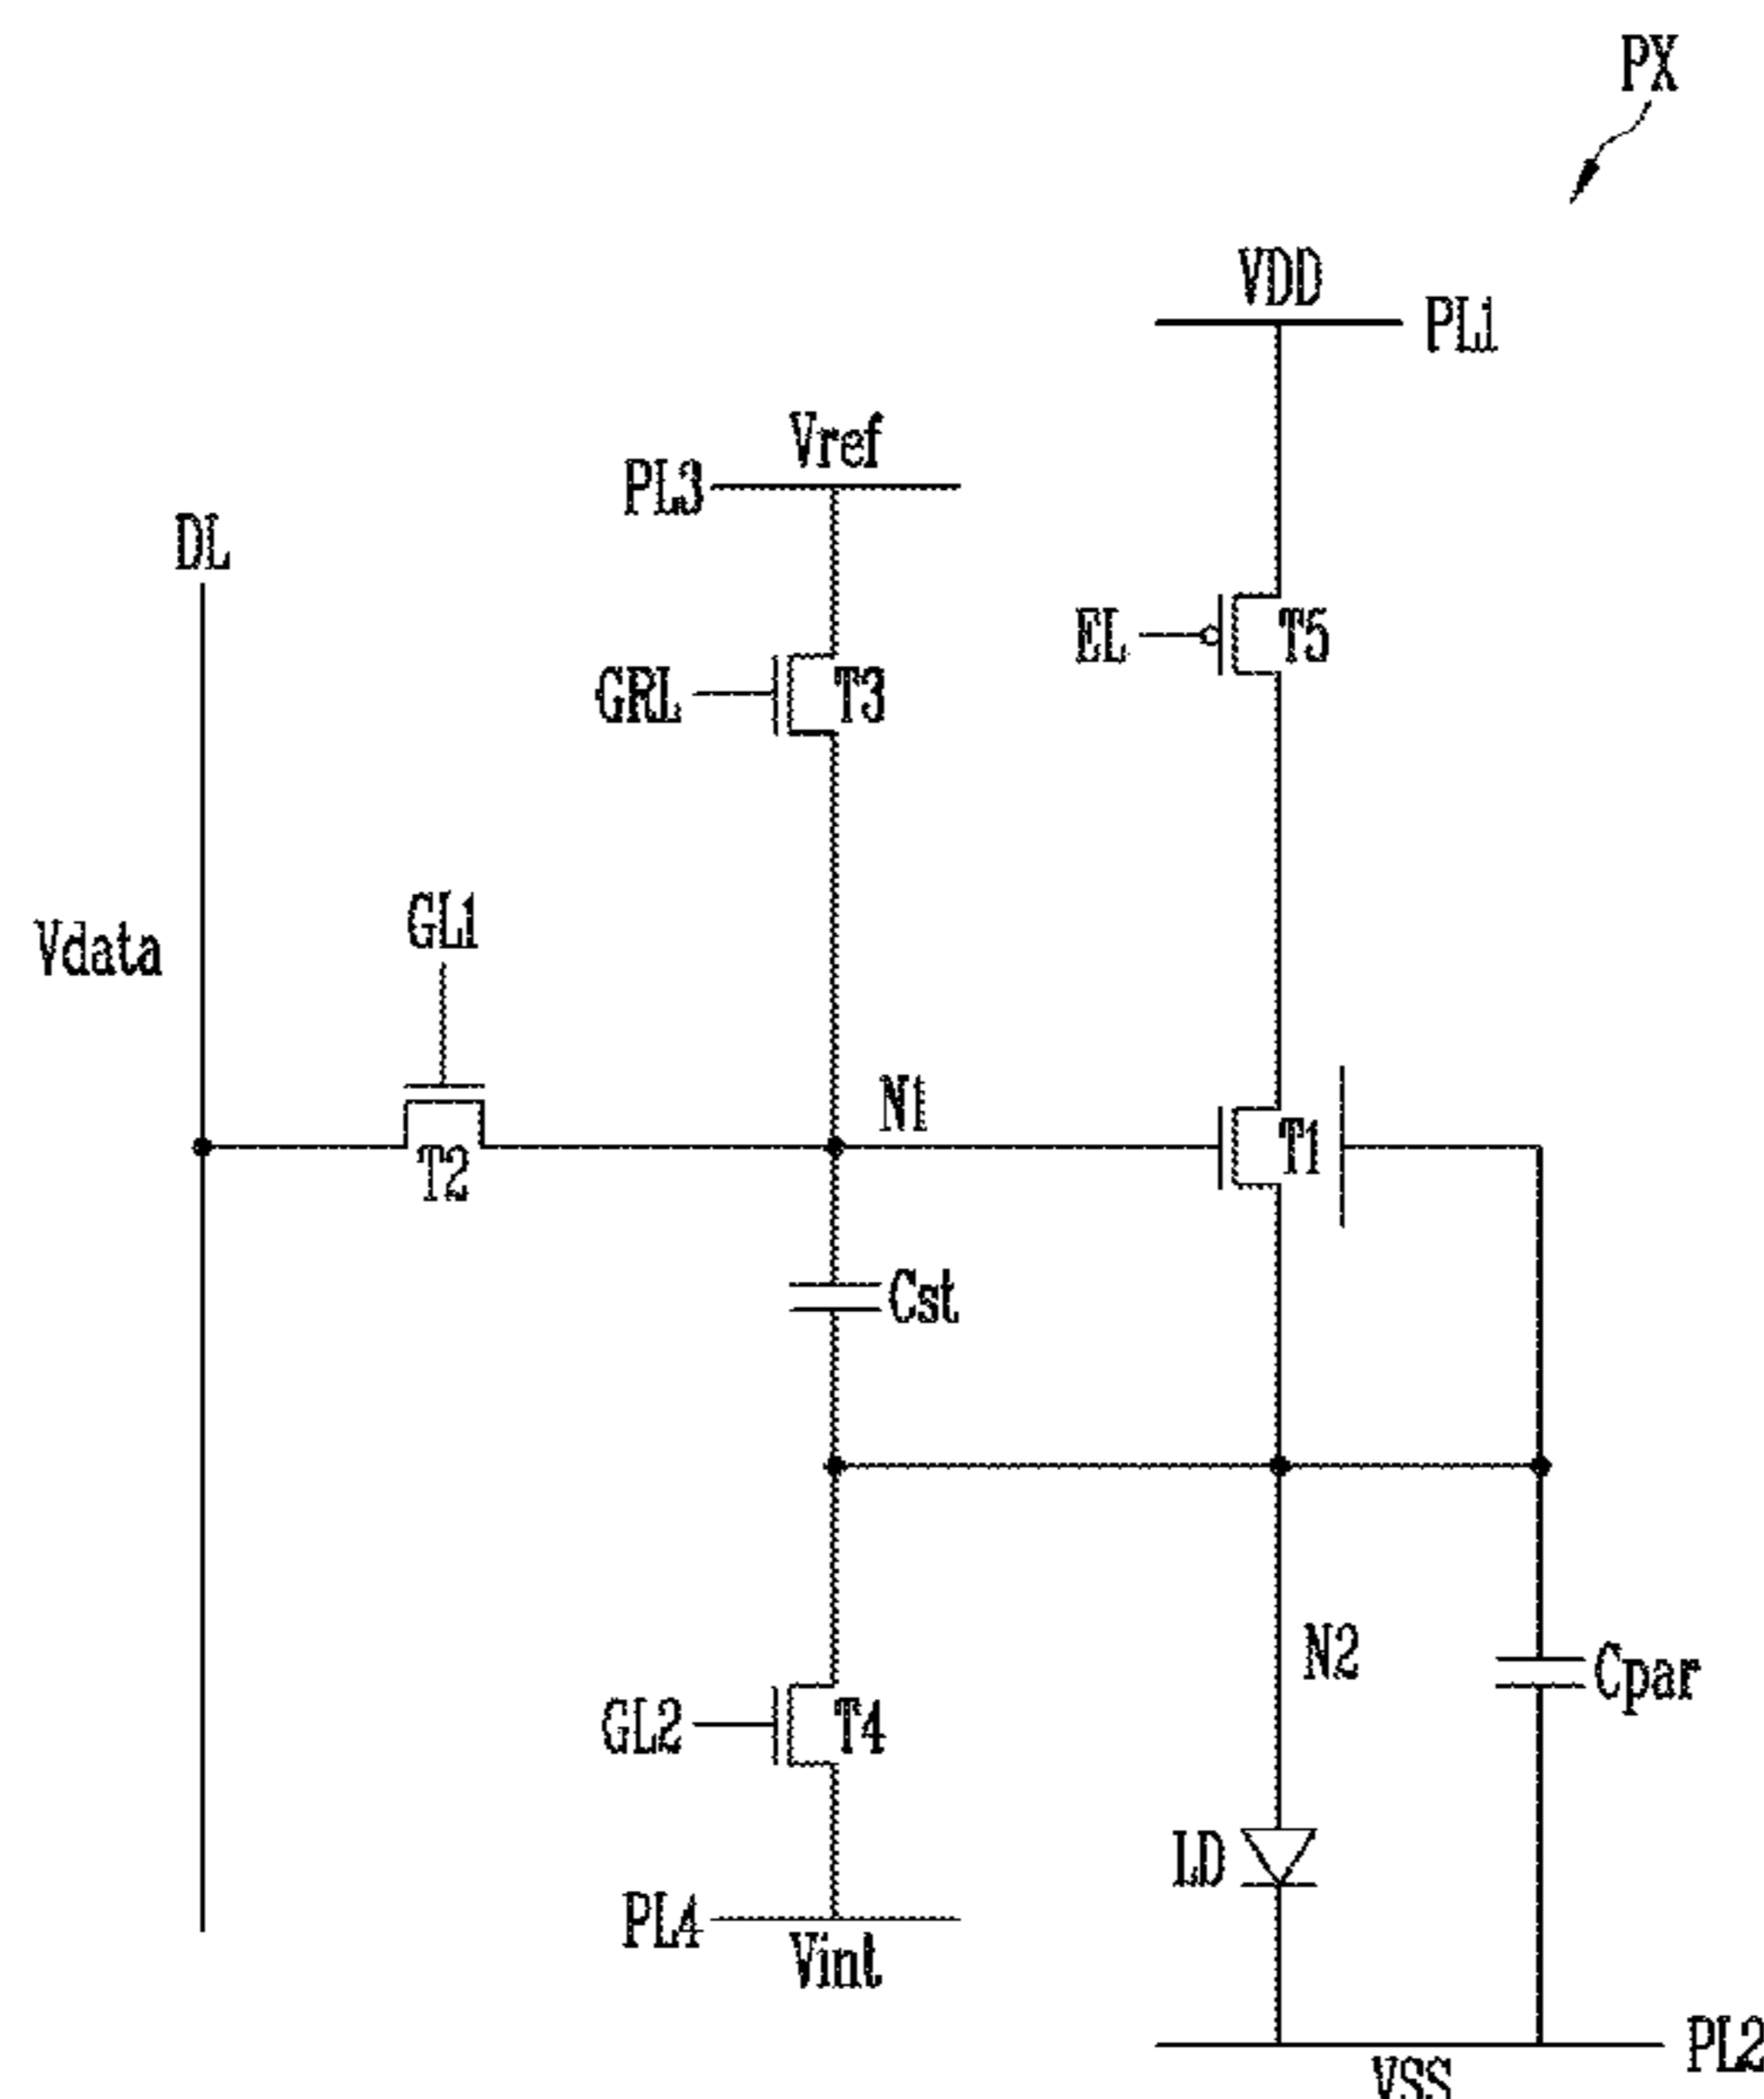 PX
VDD
PL1
Vref
PL3
DL
EL
T5
GRL
T3
GL1
Vdata
N1
T1
T2
Cst
N2
Cpar
GL2
T4
LD
PL4
Vint
PL2
VSS